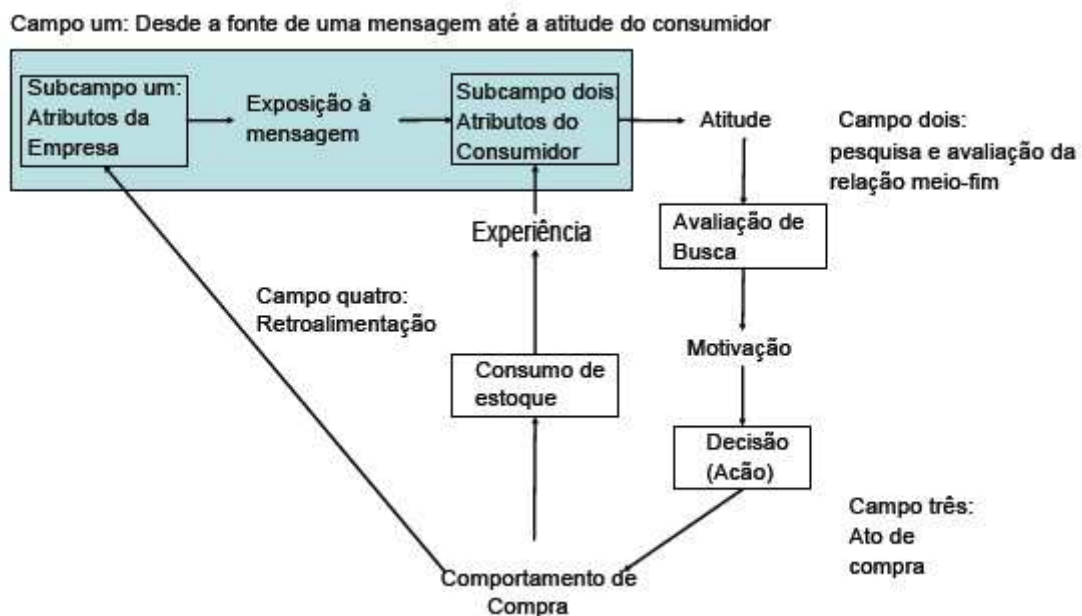 Campo um: Desde a fonte de uma mensagem até a atitude do consumidor
Subcampo um:
Atributos da
Empresa
Exposição à
mensagem
Subcampo dois:
Atributos do
Consumidor
Atitude
Campo dois:
pesquisa e avaliação da
relação meio-fim
Avaliação de
Busca
Experiência
Campo quatro:
Retroalimentação
Motivação
Consumo de
estoque
Decisão
(Acão)
Campo três:
Ato de
compra
Comportamento de
Compra